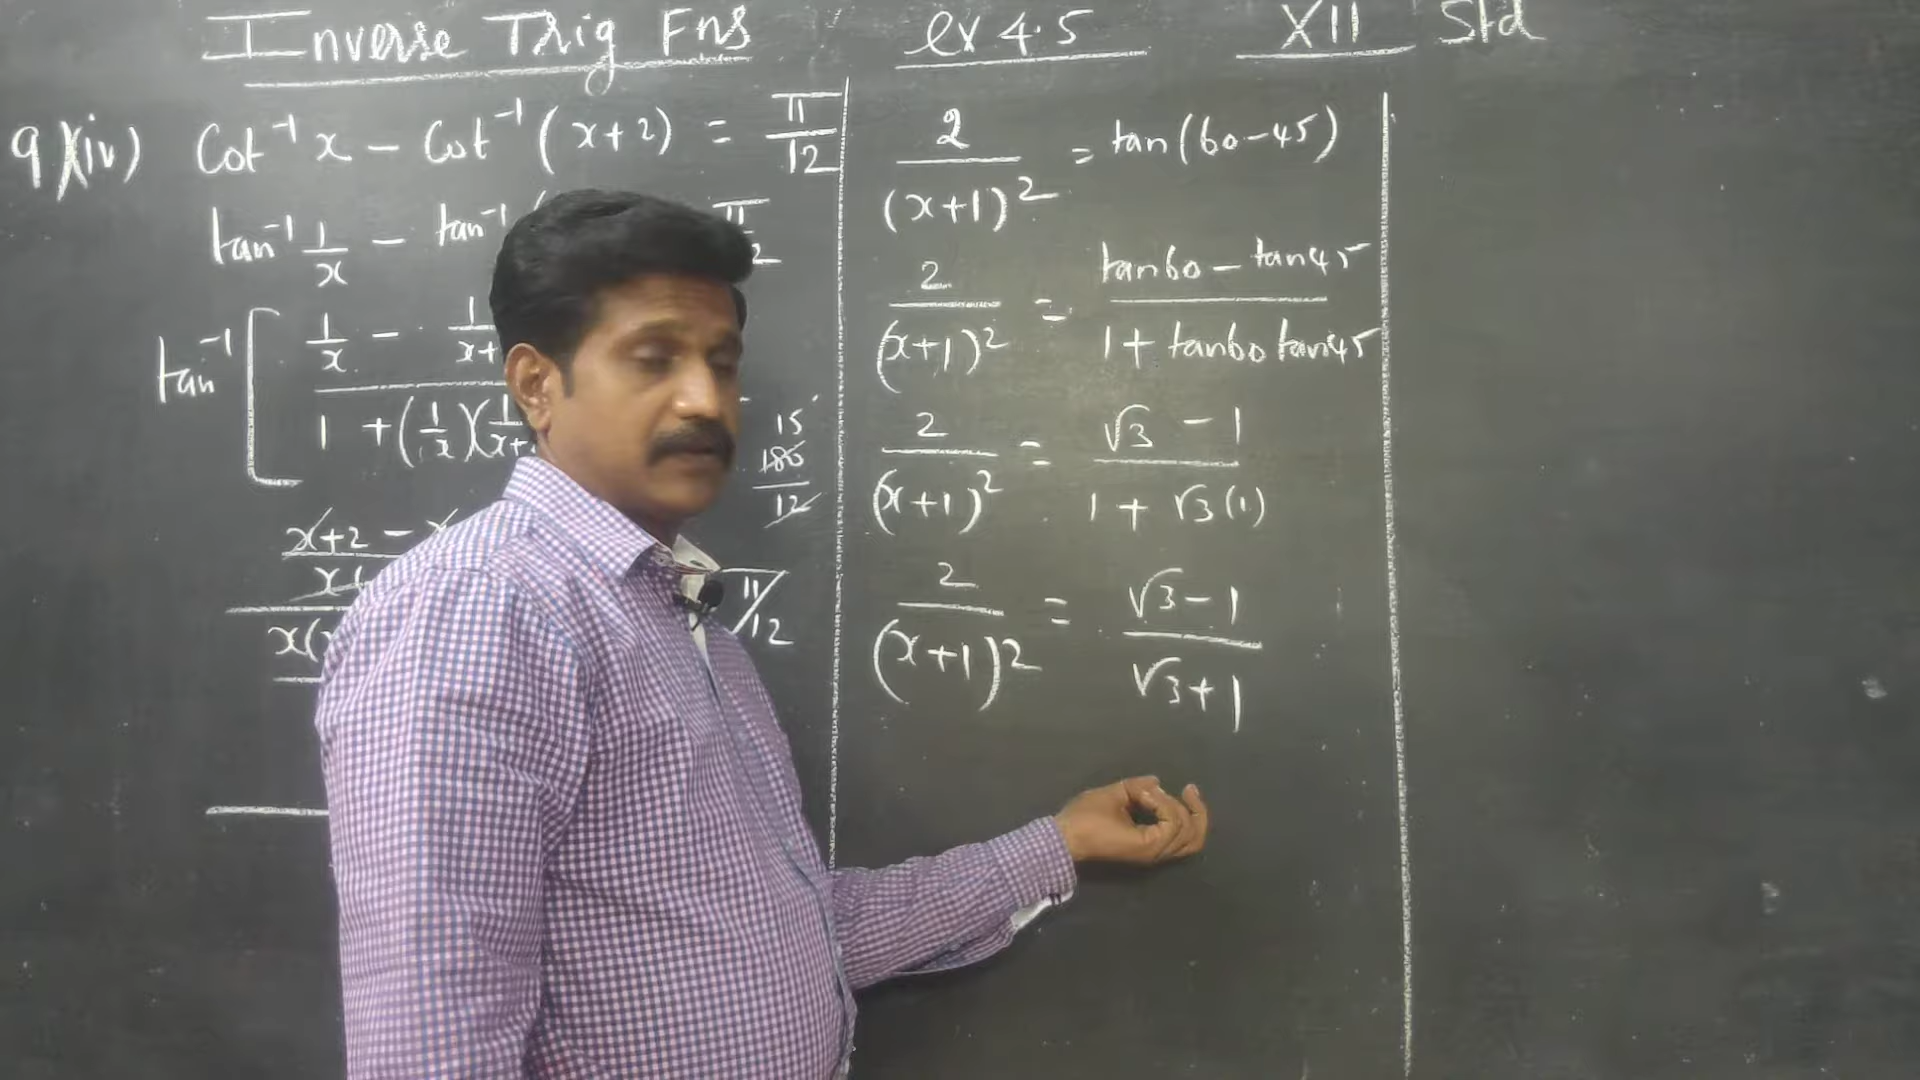 Inverse Trig Fns ex 4.5 XII Std
9)(iv) Cot⁻¹ x - Cot⁻¹ (x+2) = π/12
tan⁻¹ 1/x - tan⁻¹
tan⁻¹ [ 1/x - 1/x+
1 + (1/x)(1/x+
15
180
12
x+2 - x
x(
π/12
2/(x+1)² = tan(60-45)
2/(x+1)² = tan60 - tan45 / 1 + tan60 tan45
2/(x+1)² = √3 - 1 / 1 + √3(1)
2/(x+1)² = √3-1 / √3+1